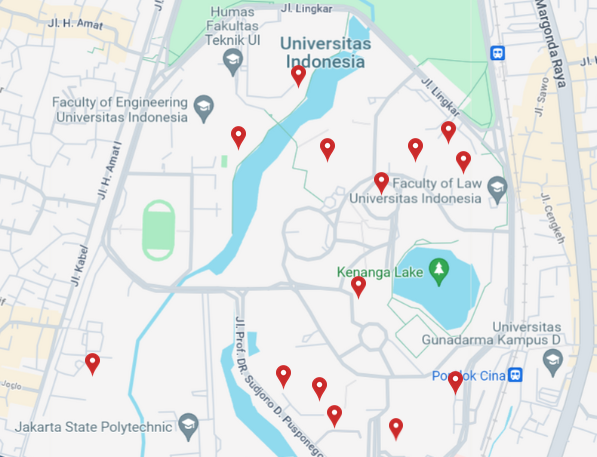 Jl. Lingkar
Humas
Fakultas
Teknik UI
Jl. H. Amat
Universitas
Indonesia
Margonda Raya
Jl. Lingkar
Jl. Sawo
Faculty of Engineering
Universitas Indonesia
Jl. H. Amat I
Faculty of Law
Universitas Indonesia
Jl. Cengkeh
Jl. Kabel
Kenanga Lake
Universitas
Gunadarma Kampus D
Jl. Prof. DR. Sudjono D. Pusponego
Cina
Jakarta State Polytechnic